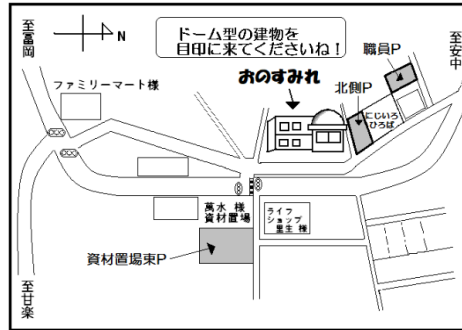 至富岡
N
ドーム型の建物を
目印に来てくださいね！
職員P
至安中
ファミリーマート様
おのすみれ
北側P
にじいろ
ひろば
萬水 様
資材置場
ライフ
ショップ
里生 様
資材置場東P
至甘楽